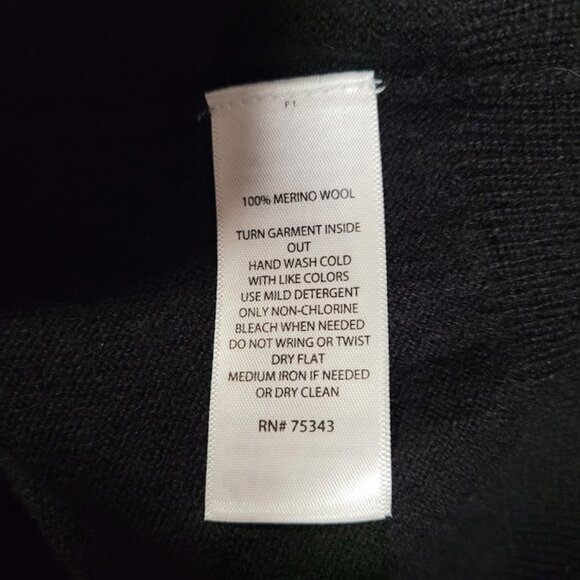 P1
100% MERINO WOOL
TURN GARMENT INSIDE
OUT
HAND WASH COLD
WITH LIKE COLORS
USE MILD DETERGENT
ONLY NON-CHLORINE
BLEACH WHEN NEEDED
DO NOT WRING OR TWIST
DRY FLAT
MEDIUM IRON IF NEEDED
OR DRY CLEAN
RN# 75343